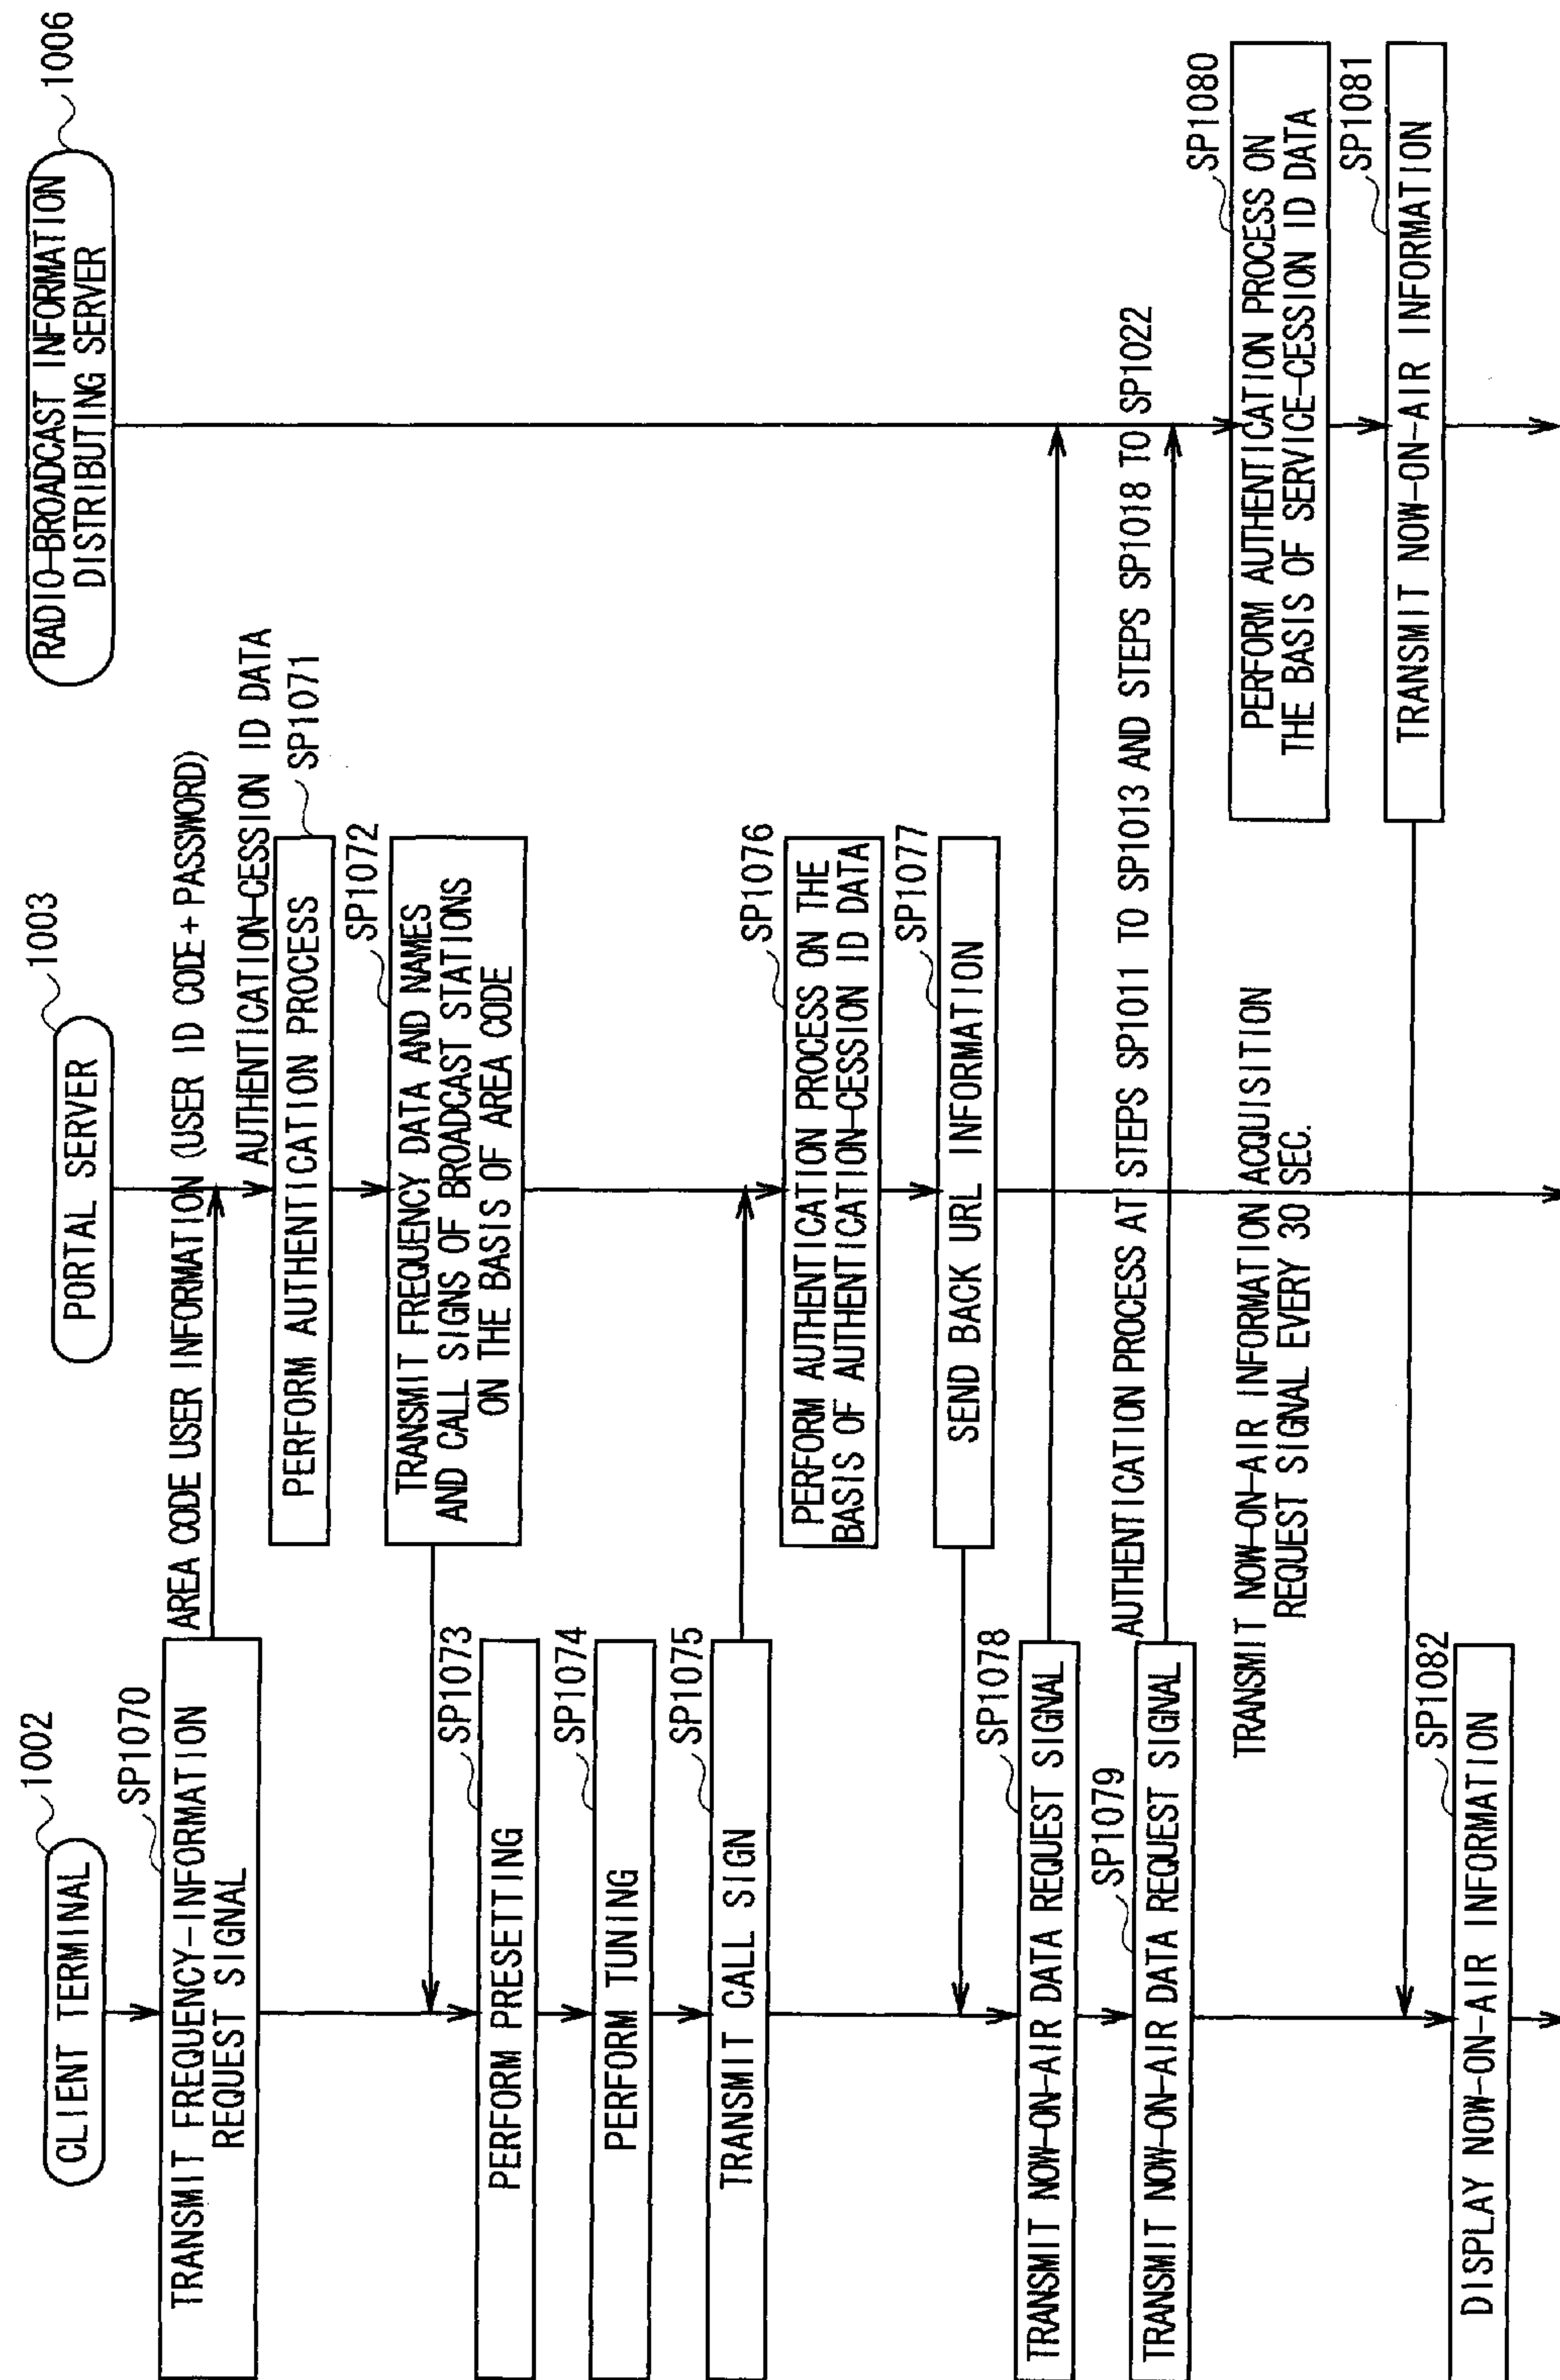 CLIENT TERMINAL
1002
PORTAL SERVER
1003
RADIO-BROADCAST INFORMATION
DISTRIBUTING SERVER
1006
SP1070
TRANSMIT FREQUENCY-INFORMATION
REQUEST SIGNAL
AREA CODE USER INFORMATION (USER ID CODE+PASSWORD)
AUTHENTICATION-CESSION ID DATA
SP1071
PERFORM AUTHENTICATION PROCESS
SP1072
TRANSMIT FREQUENCY DATA AND NAMES
AND CALL SIGNS OF BROADCAST STATIONS
ON THE BASIS OF AREA CODE
SP1073
PERFORM PRESETTING
SP1074
PERFORM TUNING
SP1075
TRANSMIT CALL SIGN
SP1076
PERFORM AUTHENTICATION PROCESS ON THE
BASIS OF AUTHENTICATION-CESSION ID DATA
SP1077
SEND BACK URL INFORMATION
SP1078
TRANSMIT NOW-ON-AIR DATA REQUEST SIGNAL
AUTHENTICATION PROCESS AT STEPS SP1011 TO SP1013 AND STEPS SP1018 TO SP1022
SP1079
TRANSMIT NOW-ON-AIR DATA REQUEST SIGNAL
TRANSMIT NOW-ON-AIR INFORMATION ACQUISITION
REQUEST SIGNAL EVERY 30 SEC.
SP1080
PERFORM AUTHENTICATION PROCESS ON
THE BASIS OF SERVICE-CESSION ID DATA
SP1081
TRANSMIT NOW-ON-AIR INFORMATION
SP1082
DISPLAY NOW-ON-AIR INFORMATION